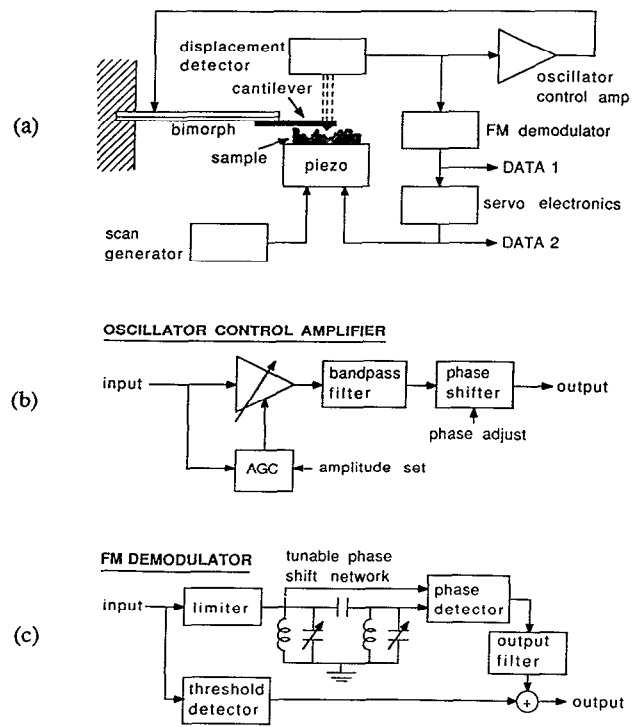 (a)
displacement
detector
cantilever
oscillator
control amp
bimorph
sample
piezo
FM demodulator
DATA 1
servo electronics
scan
generator
DATA 2
OSCILLATOR CONTROL AMPLIFIER
(b)
input
bandpass
filter
phase
shifter
output
phase adjust
AGC
amplitude set
FM DEMODULATOR
(c)
tunable phase
shift network
input
limiter
phase
detector
output
filter
threshold
detector
+
output